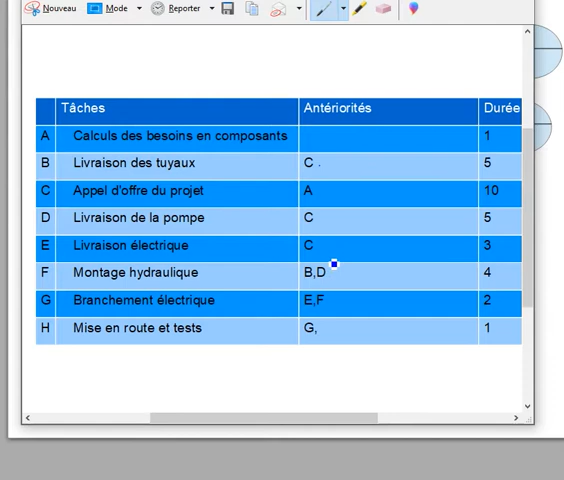 Nouveau Mode Reporter
Tâches Antériorités Durée
A Calculs des besoins en composants 1
B Livraison des tuyaux C . 5
C Appel d'offre du projet A 10
D Livraison de la pompe C 5
E Livraison électrique C 3
F Montage hydraulique B,D 4
G Branchement électrique E,F 2
H Mise en route et tests G, 1